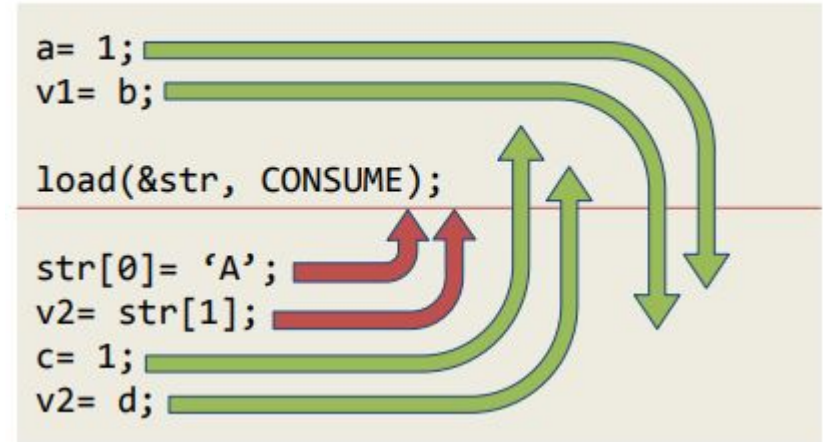 a= 1;
v1= b;
load(&str, CONSUME);
str[0]= ‘A’;
v2= str[1];
c= 1;
v2= d;